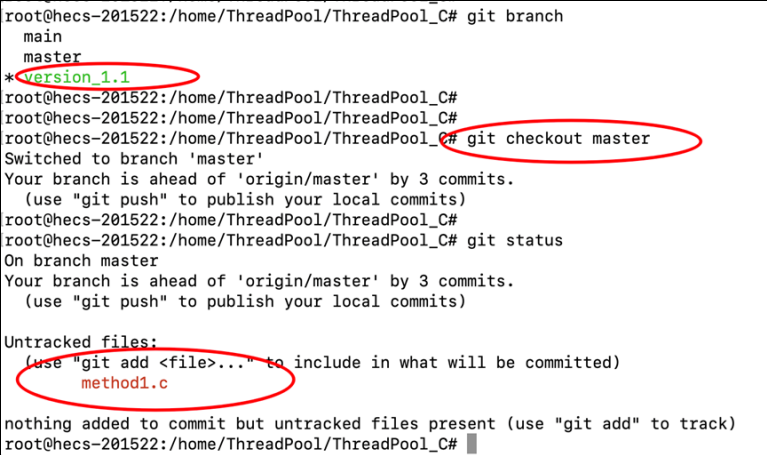 root@hecs-201522:/home/ThreadPool/ThreadPool_C# git branch
main
master
* version_1.1
[root@hecs-201522:/home/ThreadPool/ThreadPool_C#
[root@hecs-201522:/home/ThreadPool/ThreadPool_C#
[root@hecs-201522:/home/ThreadPool/ThreadPool_C# git checkout master
Switched to branch 'master'
Your branch is ahead of 'origin/master' by 3 commits.
(use "git push" to publish your local commits)
[root@hecs-201522:/home/ThreadPool/ThreadPool_C#
[root@hecs-201522:/home/ThreadPool/ThreadPool_C# git status
On branch master
Your branch is ahead of 'origin/master' by 3 commits.
(use "git push" to publish your local commits)
Untracked files:
(use "git add <file>..." to include in what will be committed)
method1.c
nothing added to commit but untracked files present (use "git add" to track)
root@hecs-201522:/home/ThreadPool/ThreadPool_C#